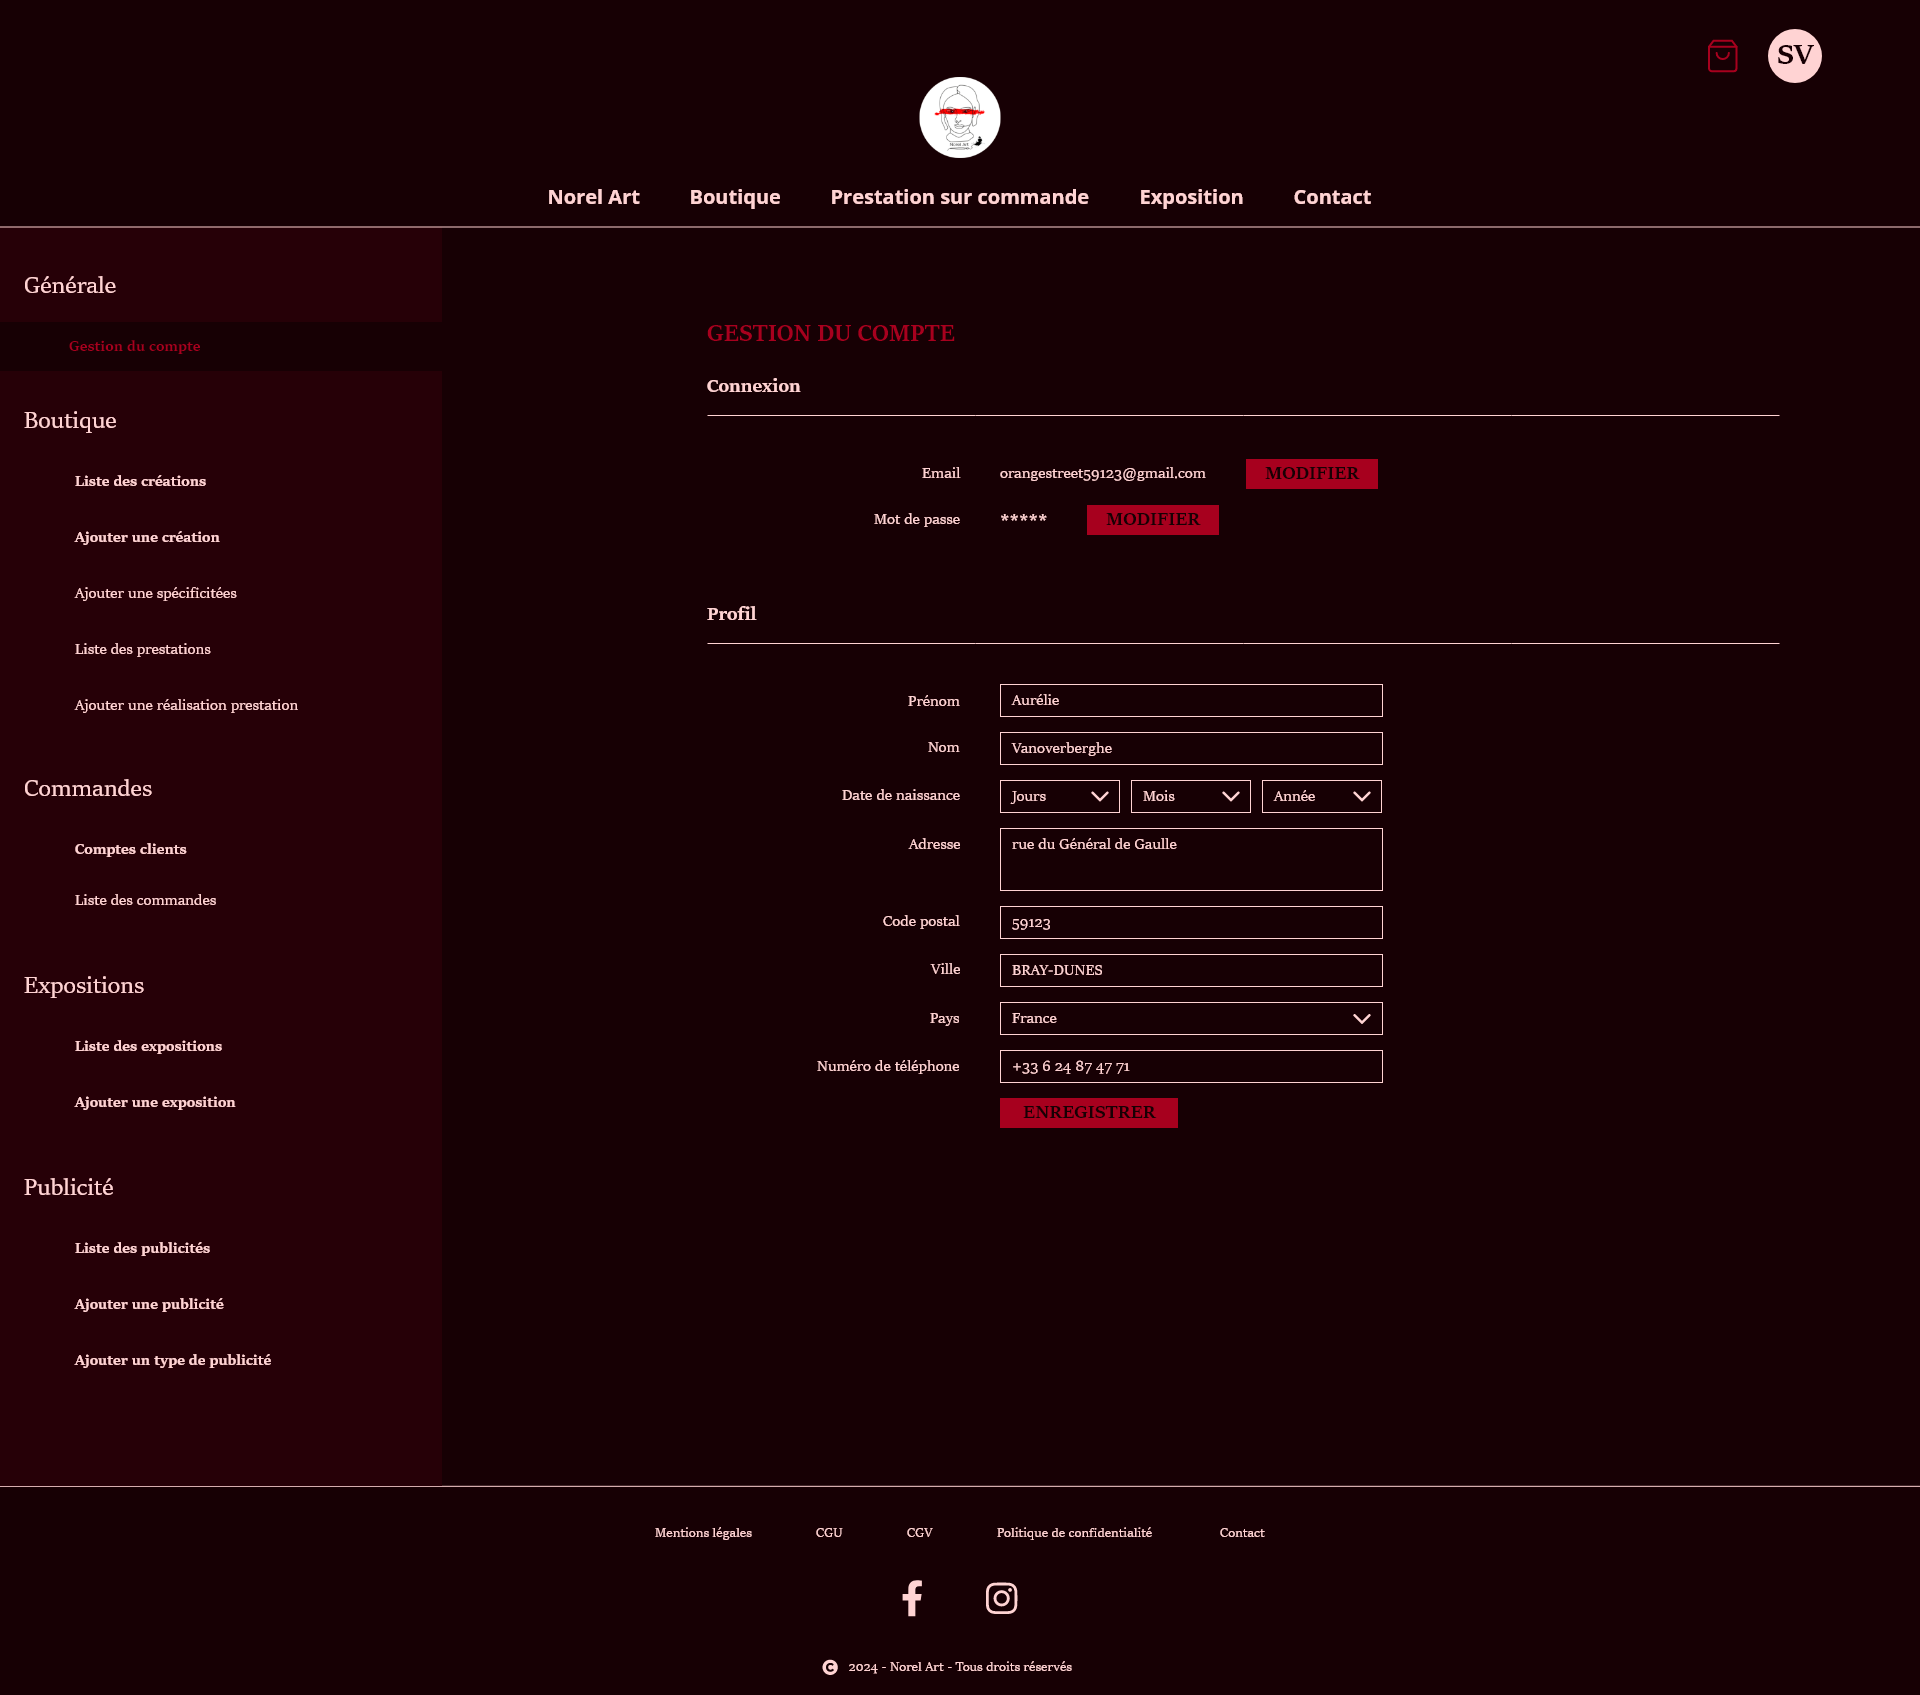 SV
Norel Art
Norel Art Boutique Prestation sur commande Exposition Contact
Générale
Gestion du compte
Boutique
Liste des créations
Ajouter une création
Ajouter une spécificitées
Liste des prestations
Ajouter une réalisation prestation
Commandes
Comptes clients
Liste des commandes
Expositions
Liste des expositions
Ajouter une exposition
Publicité
Liste des publicités
Ajouter une publicité
Ajouter un type de publicité
GESTION DU COMPTE
Connexion
Email orangestreet59123@gmail.com MODIFIER
Mot de passe ***** MODIFIER
Profil
Prénom Aurélie
Nom Vanoverberghe
Date de naissance Jours Mois Année
Adresse rue du Général de Gaulle
Code postal 59123
Ville BRAY-DUNES
Pays France
Numéro de téléphone +33 6 24 87 47 71
ENREGISTRER
Mentions légales CGU CGV Politique de confidentialité Contact
© 2024 - Norel Art - Tous droits réservés